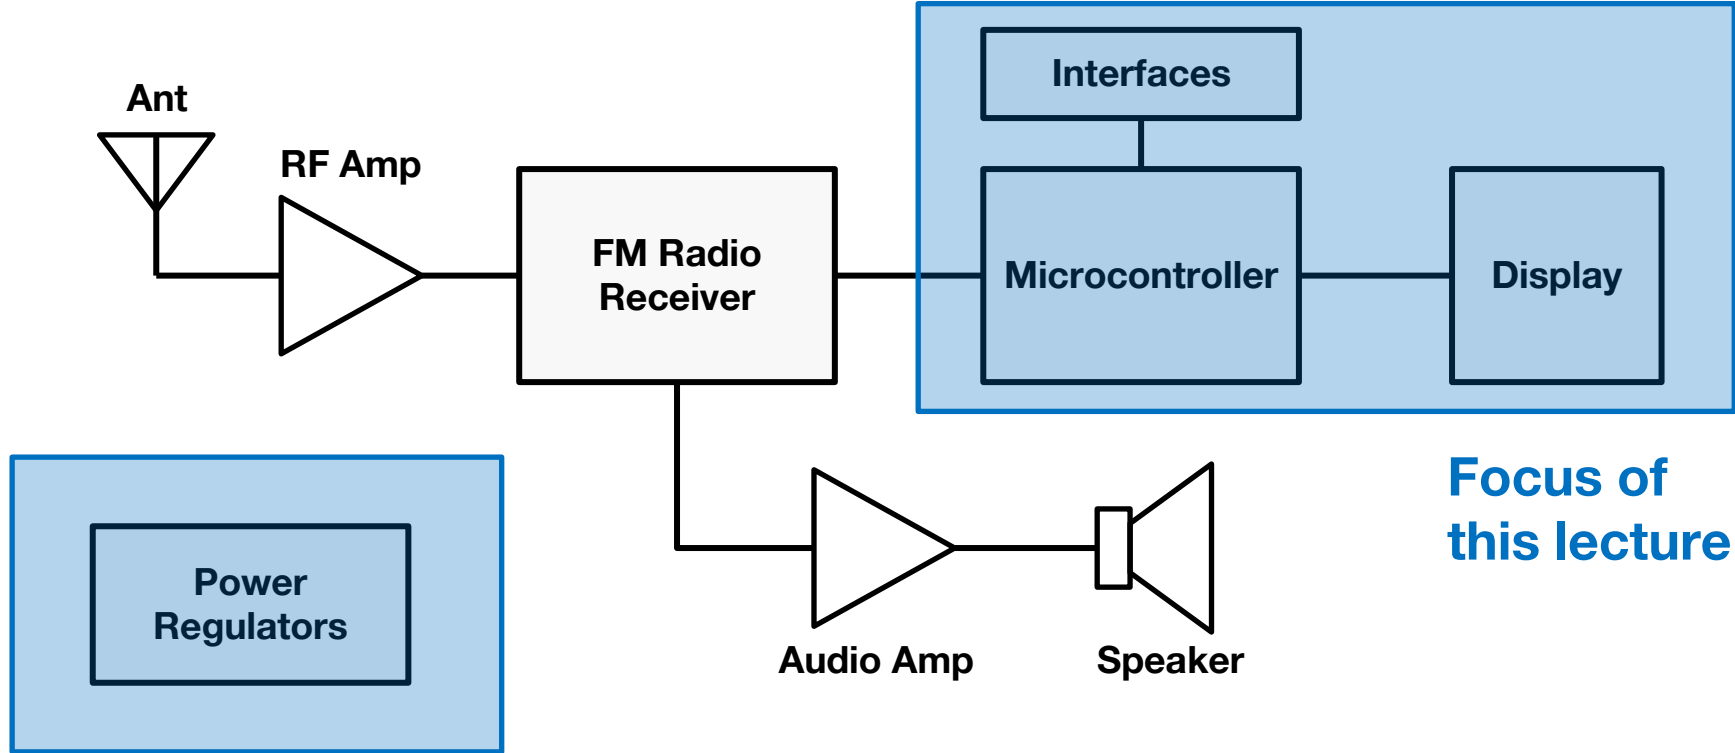 Ant
RF Amp
FM Radio
Receiver
Interfaces
Microcontroller
Display
Focus of
this lecture
Power
Regulators
Audio Amp
Speaker